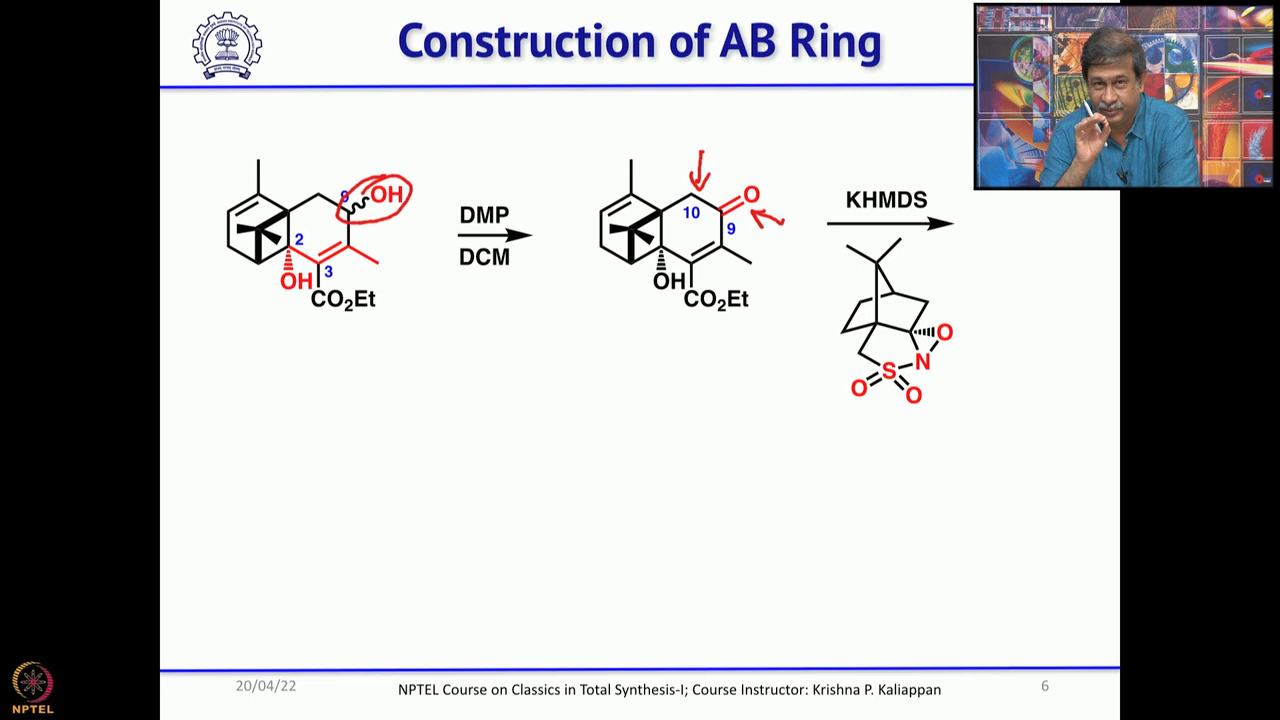 Construction of AB Ring
9
OH
2
3
OH
CO2Et
DMP
DCM
O
10
9
OH
CO2Et
KHMDS
O
N
S
O
O
20/04/22
NPTEL Course on Classics in Total Synthesis-I; Course Instructor: Krishna P. Kaliappan
6
NPTEL